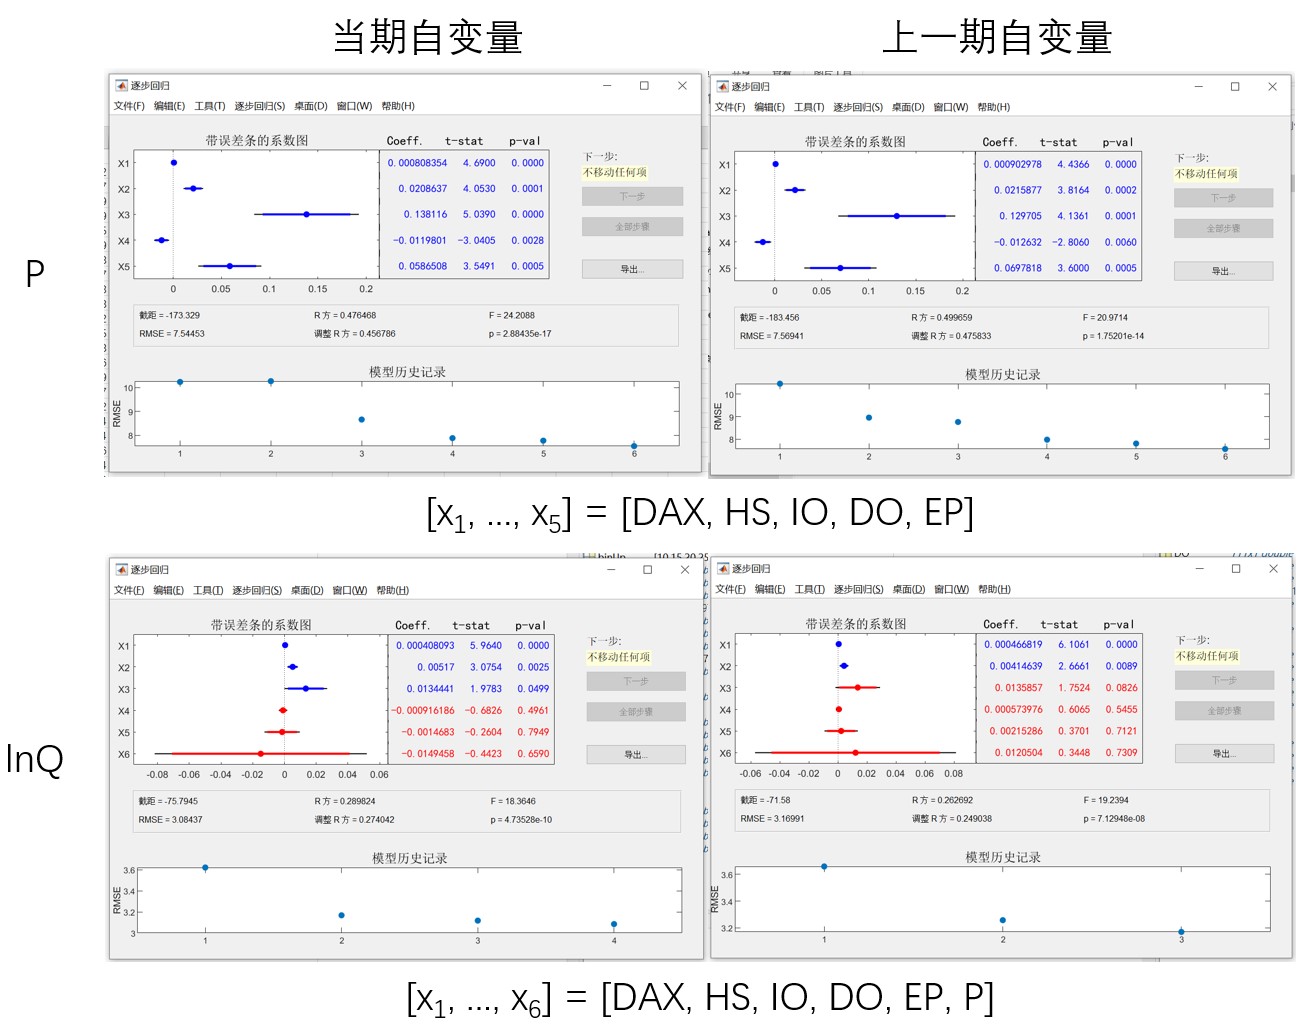 当期自变量 上一期自变量
P
逐步回归
文件(F) 编辑(E) 工具(T) 逐步回归(S) 桌面(D) 窗口(W) 帮助(H)
带误差条的系数图 Coeff. t-stat p-val
X1 0.000808354 4.6900 0.0000
X2 0.0208637 4.0530 0.0001
X3 0.138116 5.0390 0.0000
X4 -0.0119801 -3.0405 0.0028
X5 0.0586508 3.5491 0.0005
0 0.05 0.1 0.15 0.2
下一步:
不移动任何项
下一步
全部步骤
导出...
截距 = -173.329 R 方 = 0.476468 F = 24.2088
RMSE = 7.54453 调整 R 方 = 0.456786 p = 2.88435e-17
模型历史记录
RMSE
10
9
8
1 2 3 4 5 6
逐步回归
文件(F) 编辑(E) 工具(T) 逐步回归(S) 桌面(D) 窗口(W) 帮助(H)
带误差条的系数图 Coeff. t-stat p-val
X1 0.000902978 4.4366 0.0000
X2 0.0215877 3.8164 0.0002
X3 0.129705 4.1361 0.0001
X4 -0.012632 -2.8060 0.0060
X5 0.0697818 3.6000 0.0005
0 0.05 0.1 0.15 0.2
下一步:
不移动任何项
下一步
全部步骤
导出...
截距 = -183.456 R 方 = 0.499659 F = 20.9714
RMSE = 7.56941 调整 R 方 = 0.475833 p = 1.75201e-14
模型历史记录
RMSE
10
9
8
1 2 3 4 5 6
[x1, ..., x5] = [DAX, HS, IO, DO, EP]
lnQ
逐步回归
文件(F) 编辑(E) 工具(T) 逐步回归(S) 桌面(D) 窗口(W) 帮助(H)
带误差条的系数图 Coeff. t-stat p-val
X1 0.000408093 5.9640 0.0000
X2 0.00517 3.0754 0.0025
X3 0.0134441 1.9783 0.0499
X4 -0.000916186 -0.6826 0.4961
X5 -0.0014683 -0.2604 0.7949
X6 -0.0149458 -0.4423 0.6590
-0.08 -0.06 -0.04 -0.02 0 0.02 0.04 0.06
下一步:
不移动任何项
下一步
全部步骤
导出...
截距 = -75.7945 R 方 = 0.289824 F = 18.3646
RMSE = 3.08437 调整 R 方 = 0.274042 p = 4.73528e-10
模型历史记录
RMSE
3.6
3.4
3.2
3
1 2 3 4
逐步回归
文件(F) 编辑(E) 工具(T) 逐步回归(S) 桌面(D) 窗口(W) 帮助(H)
带误差条的系数图 Coeff. t-stat p-val
X1 0.000466819 6.1061 0.0000
X2 0.00414639 2.6661 0.0089
X3 0.0135857 1.7524 0.0826
X4 0.000573976 0.6065 0.5455
X5 0.00215286 0.3701 0.7121
X6 0.0120504 0.3448 0.7309
-0.06 -0.04 -0.02 0 0.02 0.04 0.06 0.08
下一步:
不移动任何项
下一步
全部步骤
导出...
截距 = -71.58 R 方 = 0.262692 F = 19.2394
RMSE = 3.16991 调整 R 方 = 0.249038 p = 7.12948e-08
模型历史记录
RMSE
3.6
3.4
3.2
1 2 3
[x1, ..., x6] = [DAX, HS, IO, DO, EP, P]